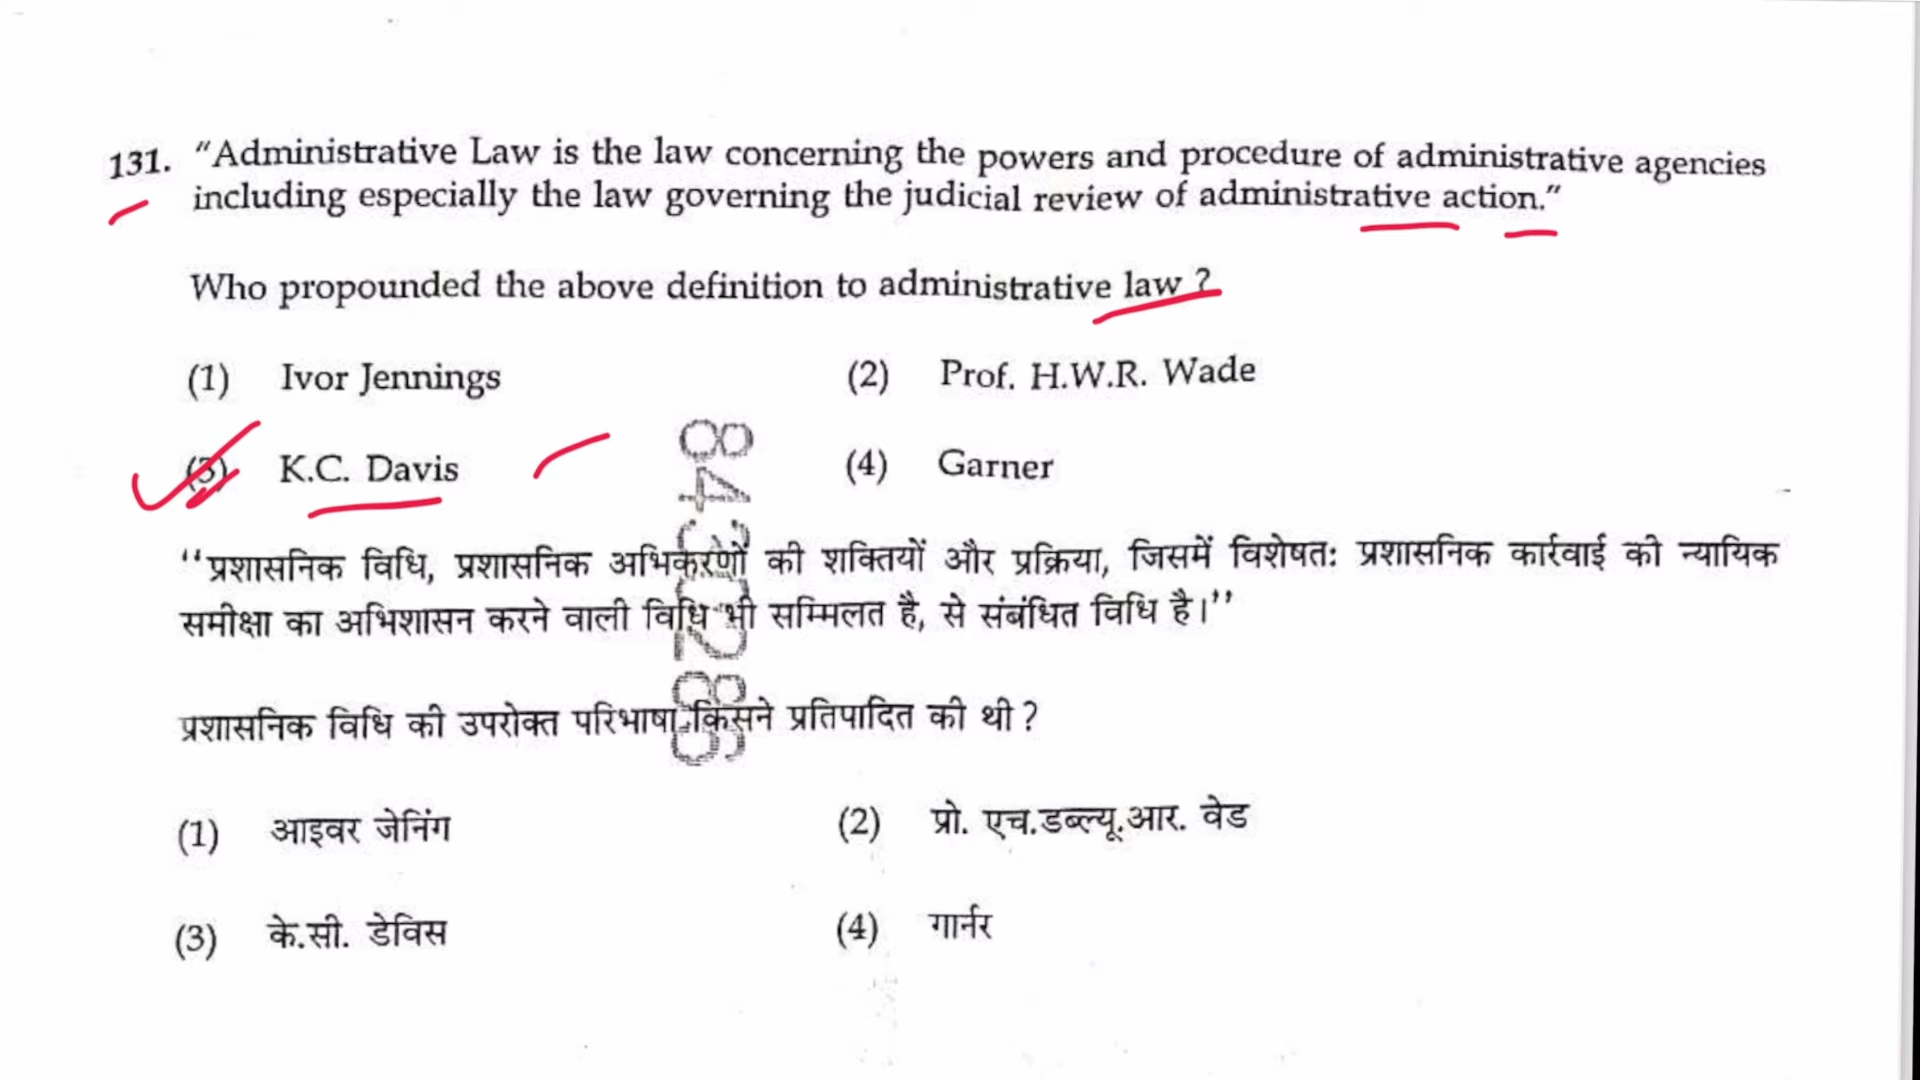 131. "Administrative Law is the law concerning the powers and procedure of administrative agencies
including especially the law governing the judicial review of administrative action."
Who propounded the above definition to administrative law ?
(1) Ivor Jennings (2) Prof. H.W.R. Wade
(3) K.C. Davis (4) Garner
‘‘प्रशासनिक विधि, प्रशासनिक अभिकरणों की शक्तियों और प्रक्रिया, जिसमें विशेषतः प्रशासनिक कार्रवाई की न्यायिक
समीक्षा का अभिशासन करने वाली विधि भी सम्मिलत है, से संबंधित विधि है।’’
प्रशासनिक विधि की उपरोक्त परिभाषा किसने प्रतिपादित की थी ?
(1) आइवर जेनिंग (2) प्रो. एच.डब्ल्यू.आर. वेड
(3) के.सी. डेविस (4) गार्नर